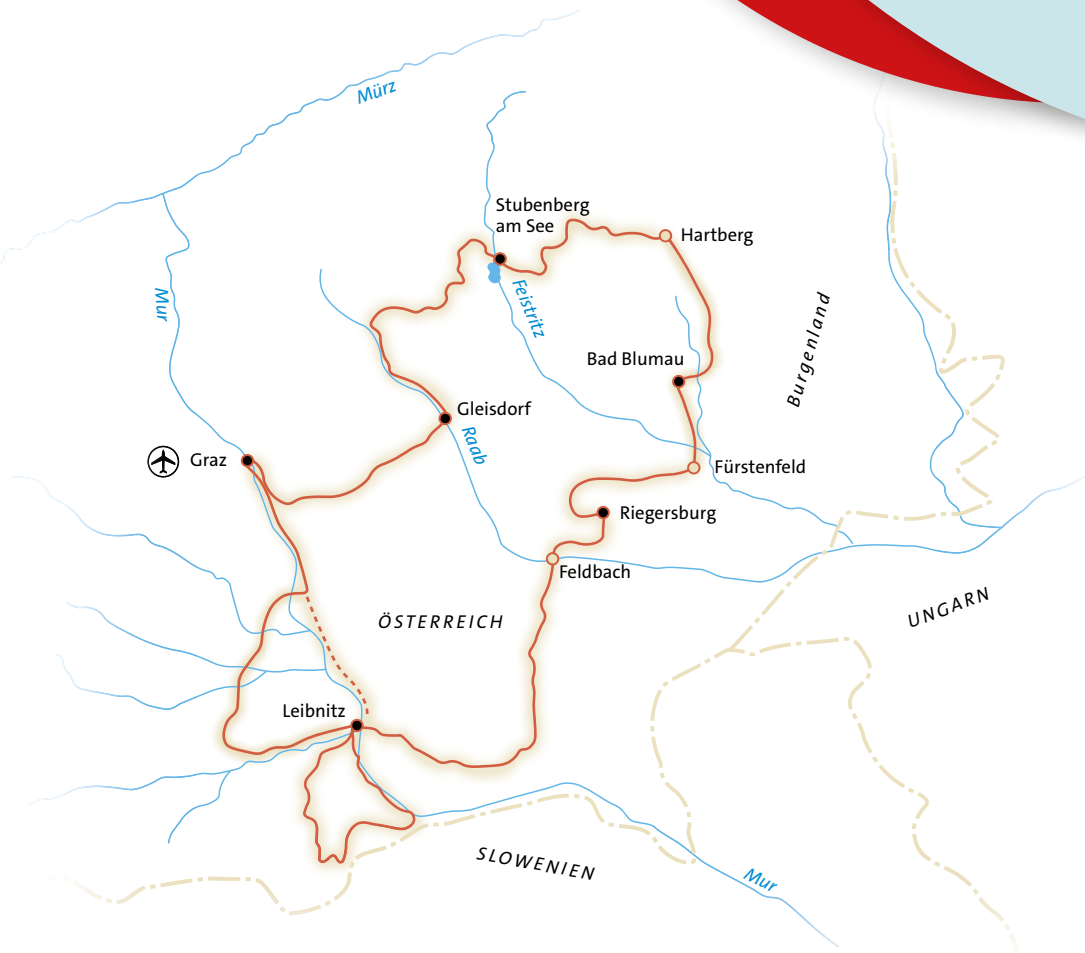 Mürz
Stubenberg
am See
Hartberg
Mur
Feistritz
Burgenland
Bad Blumau
Gleisdorf
Raab
Graz
Fürstenfeld
Riegersburg
Feldbach
UNGARN
ÖSTERREICH
Leibnitz
SLOWENIEN
Mur